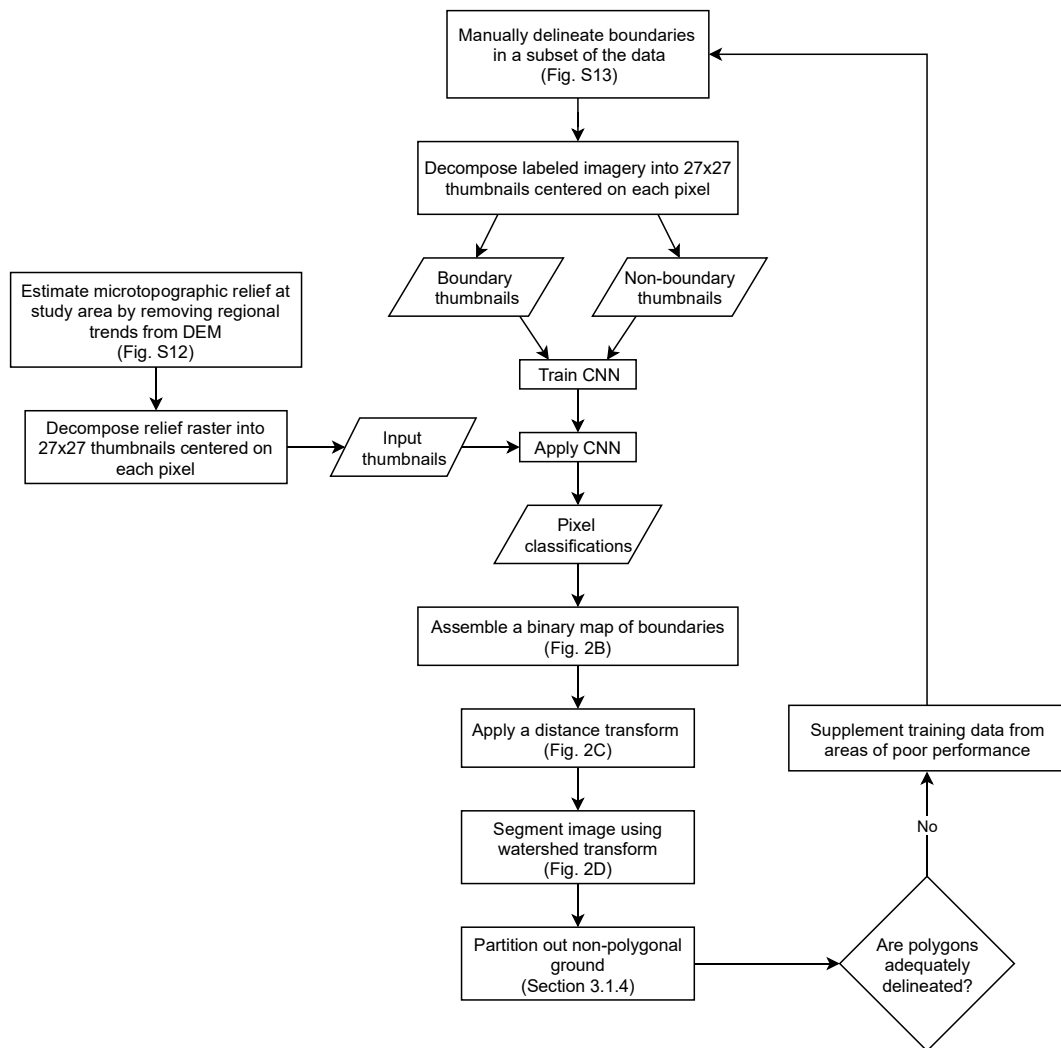 Manually delineate boundaries
in a subset of the data
(Fig. S13)
Decompose labeled imagery into 27x27
thumbnails centered on each pixel
Boundary
thumbnails
Non-boundary
thumbnails
Estimate microtopographic relief at
study area by removing regional
trends from DEM
(Fig. S12)
Train CNN
Decompose relief raster into
27x27 thumbnails centered on
each pixel
Input
thumbnails
Apply CNN
Pixel
classifications
Assemble a binary map of boundaries
(Fig. 2B)
Apply a distance transform
(Fig. 2C)
Supplement training data from
areas of poor performance
Segment image using
watershed transform
(Fig. 2D)
No
Partition out non-polygonal
ground
(Section 3.1.4)
Are polygons
adequately
delineated?